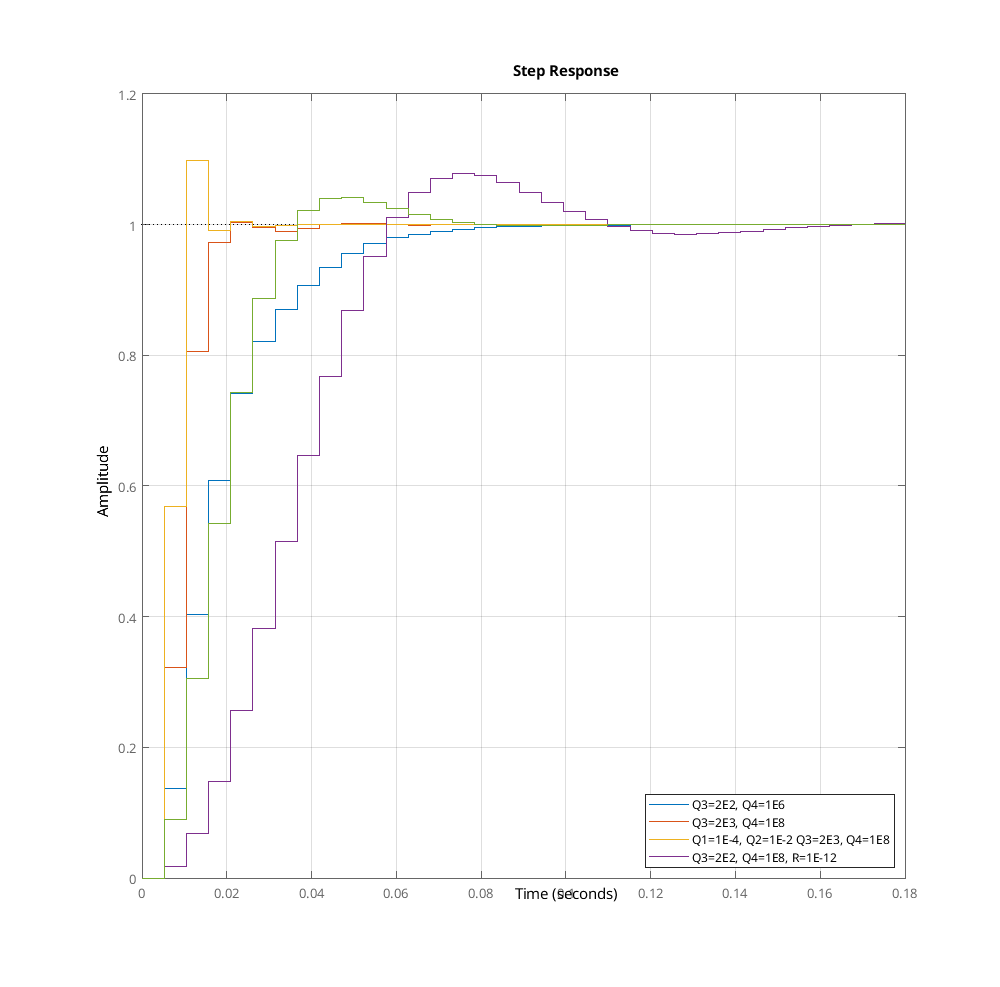 Step Response
1.2
1
0.8
0.6
0.4
0.2
0
Amplitude
0 0.02 0.04 0.06 0.08 0.1 0.12 0.14 0.16 0.18
Time (seconds)
Q3=2E2, Q4=1E6
Q3=2E3, Q4=1E8
Q1=1E-4, Q2=1E-2 Q3=2E3, Q4=1E8
Q3=2E2, Q4=1E8, R=1E-12